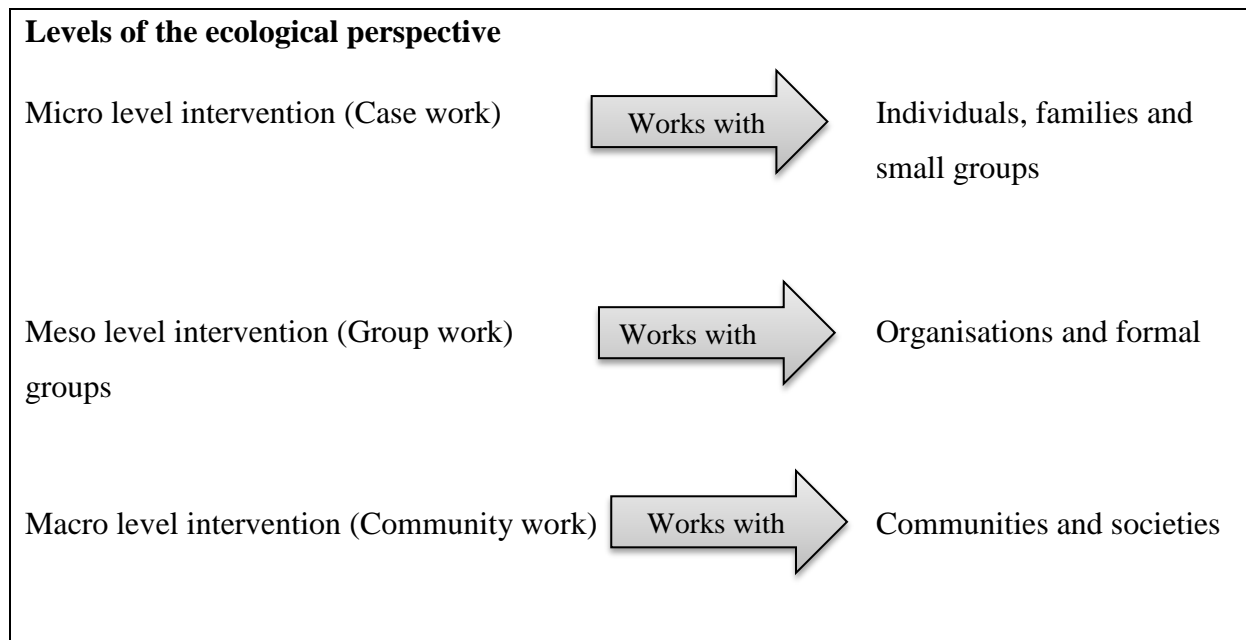 Levels of the ecological perspective
Micro level intervention (Case work) Works with Individuals, families and
small groups
Meso level intervention (Group work) Works with Organisations and formal
groups
Macro level intervention (Community work) Works with Communities and societies